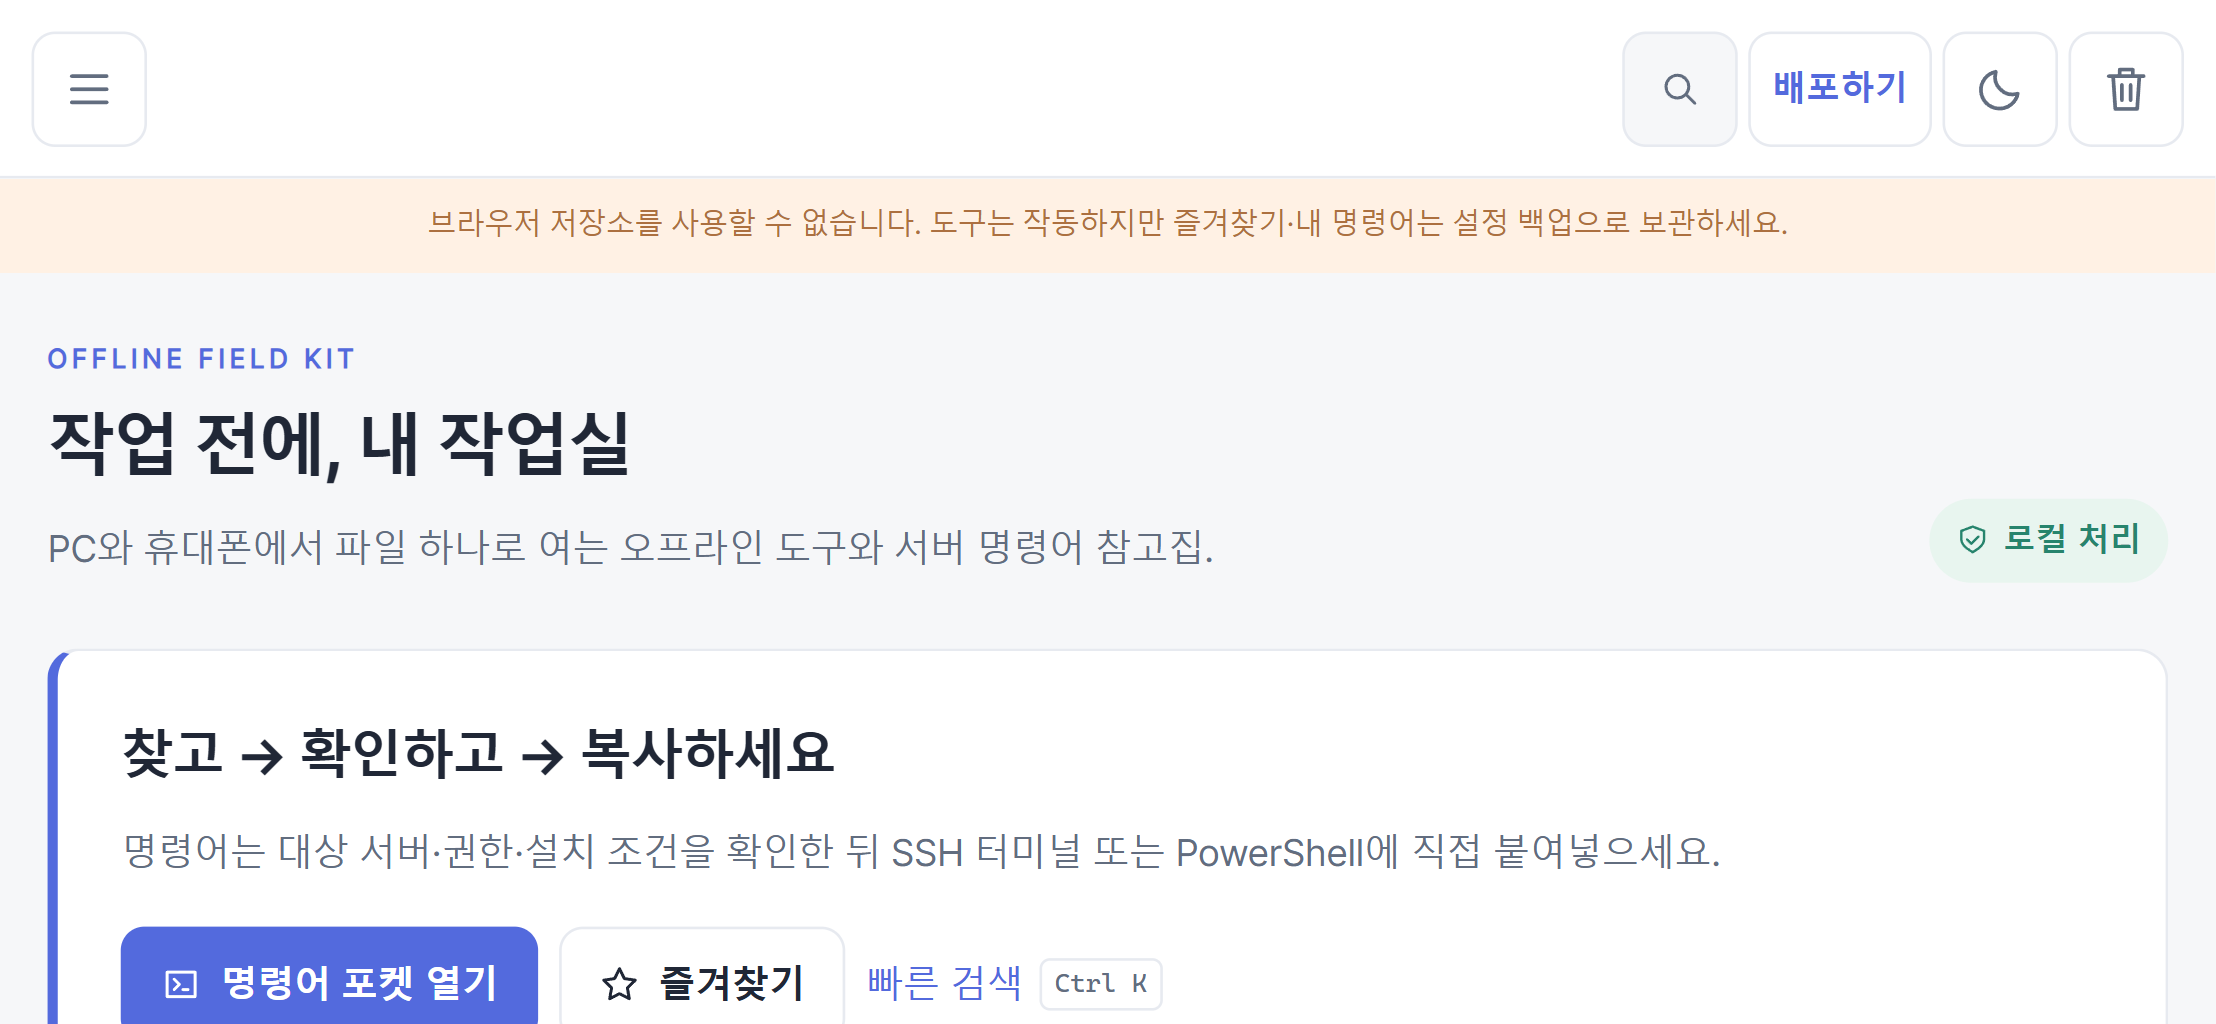 배포하기
브라우저 저장소를 사용할 수 없습니다. 도구는 작동하지만 즐겨찾기·내 명령어는 설정 백업으로 보관하세요.
OFFLINE FIELD KIT
작업 전에, 내 작업실
PC와 휴대폰에서 파일 하나로 여는 오프라인 도구와 서버 명령어 참고집.
로컬 처리
찾고 → 확인하고 → 복사하세요
명령어는 대상 서버·권한·설치 조건을 확인한 뒤 SSH 터미널 또는 PowerShell에 직접 붙여넣으세요.
명령어 포켓 열기 즐겨찾기 빠른 검색 Ctrl K